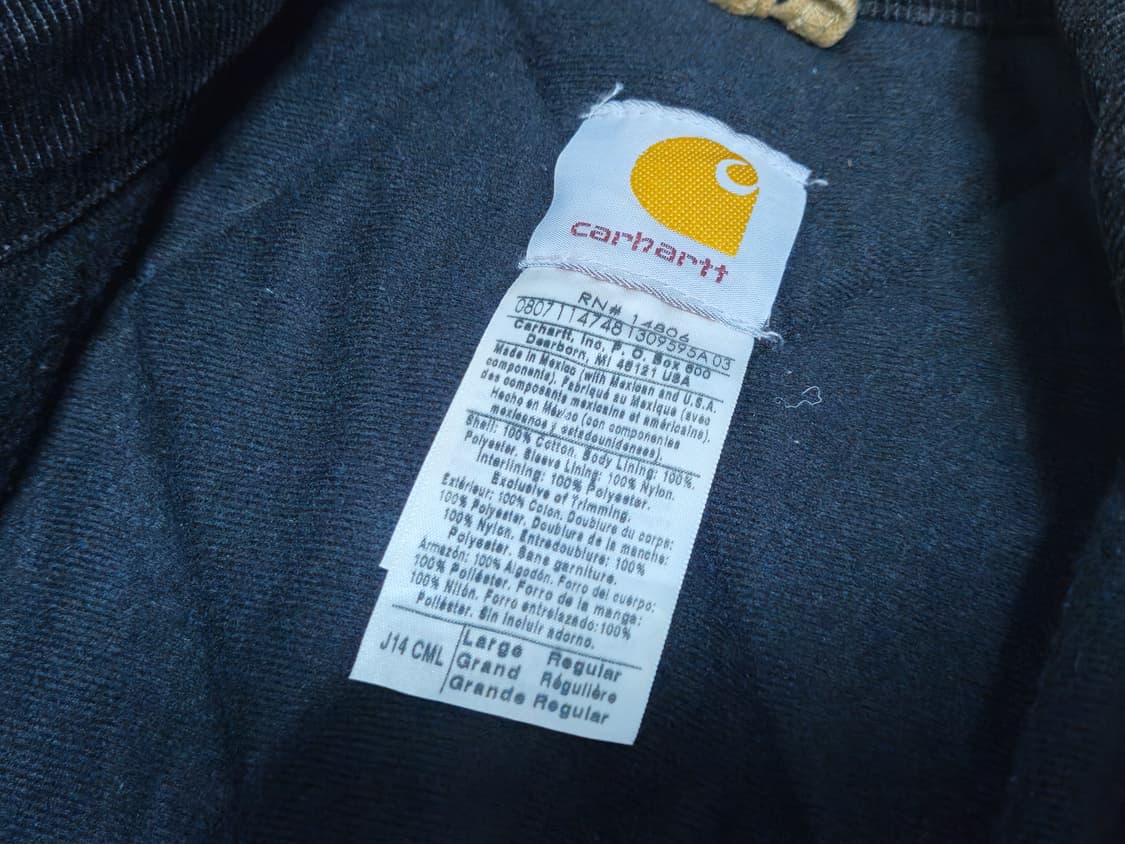 carhartt
RN# 14806
0807114748130959SA 03
Carhartt, Inc. P. O. Box 600
Dearborn, MI 48121 USA
Made in Mexico (with Mexican and U.S.A.
components). Fabriqué au Mexique (avec
des composants mexicains et américains).
Hecho en México (con componentes
mexicanos y estadounidenses).
Shell: 100% Cotton. Body Lining: 100%.
Polyester. Sleeve Lining: 100% Nylon.
Interlining: 100% Polyester.
Exclusive of Trimming.
Extérieur: 100% Coton. Doublure du corps:
100% Polyester. Doublure de la manche:
100% Nylon. Entredoublure: 100%
Polyester. Sans garniture.
Armazón: 100% Algodón. Forro del cuerpo:
100% Poliéster. Forro de la manga:
100% Nilón. Forro entrelazado:100%
Poliéster. Sin incluir adorno.
J14 CML
Large Regular
Grand Régulière
Grande Regular